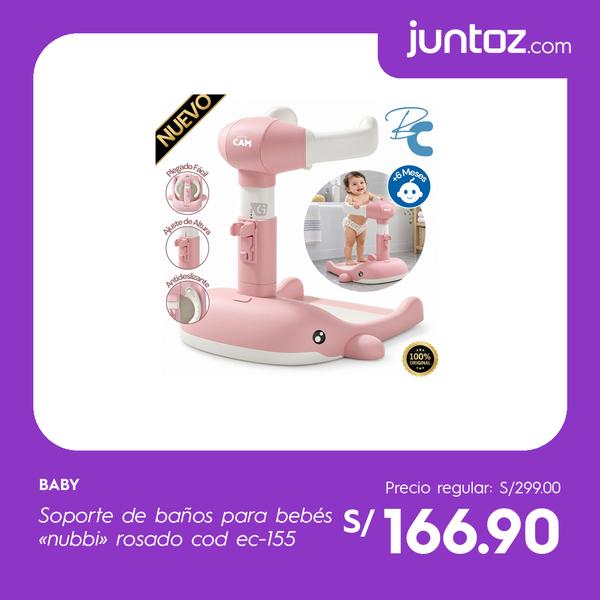 juntoz.com
NUEVO
CAM
BC
+6 Meses
Plegado Fácil
Ajuste de Altura
Antideslizante
100%
ORIGINAL
BABY
Precio regular: S/299.00
Soporte de baños para bebés
«nubbi» rosado cod ec-155
S/166.90